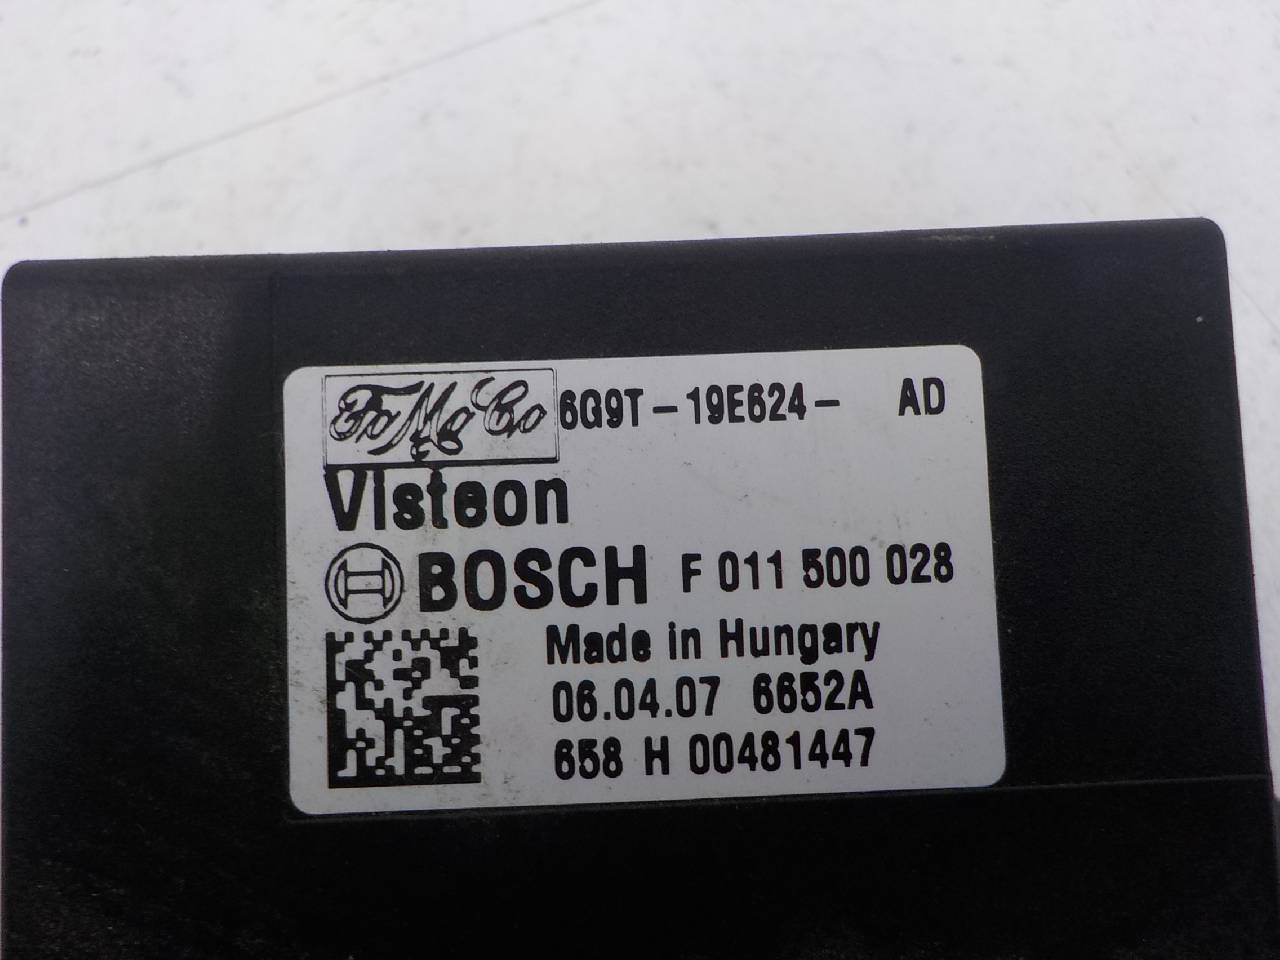 FoMoCo 6G9T-19E624- AD
Visteon
BOSCH F 011 500 028
Made in Hungary
06.04.07 6652A
658 H 00481447